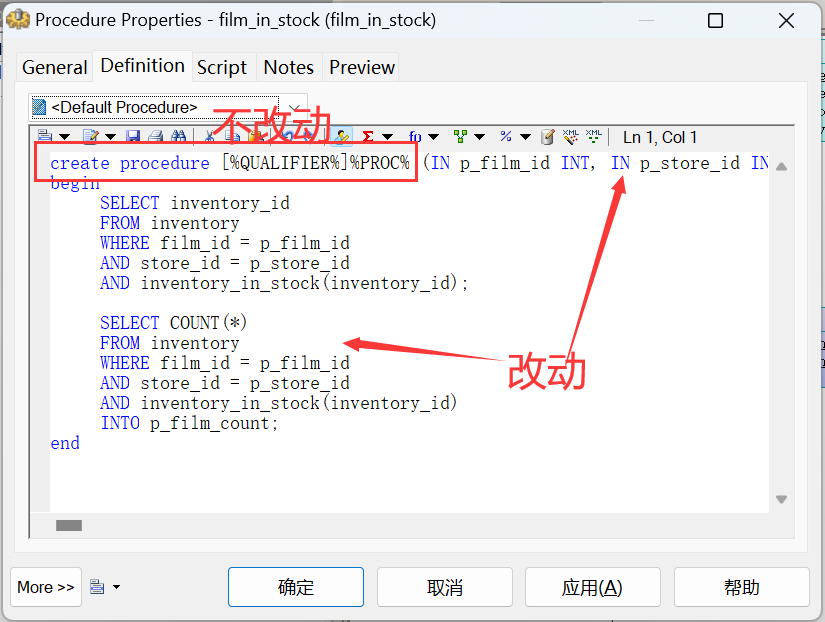 Procedure Properties - film_in_stock (film_in_stock)
General Definition Script Notes Preview
<Default Procedure>
不改动
Ln 1, Col 1
create procedure [%QUALIFIER%]%PROC% (IN p_film_id INT, IN p_store_id IN
begin
SELECT inventory_id
FROM inventory
WHERE film_id = p_film_id
AND store_id = p_store_id
AND inventory_in_stock(inventory_id);
SELECT COUNT(*)
FROM inventory
WHERE film_id = p_film_id
改动
AND store_id = p_store_id
AND inventory_in_stock(inventory_id)
INTO p_film_count;
end
More >> 确定 取消 应用(A) 帮助